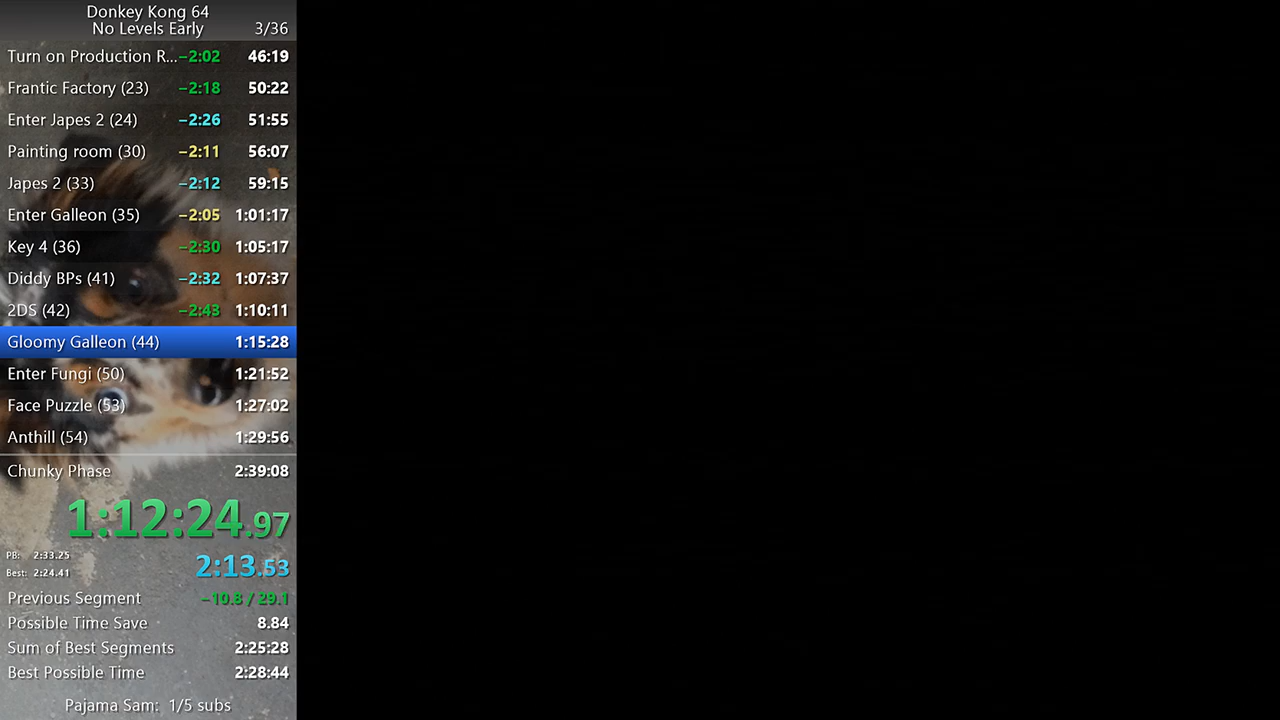 Donkey Kong 64
No Levels Early 3/36
Turn on Production R... −2:02 46:19
Frantic Factory (23) −2:18 50:22
Enter Japes 2 (24) −2:26 51:55
Painting room (30) −2:11 56:07
Japes 2 (33) −2:12 59:15
Enter Galleon (35) −2:05 1:01:17
Key 4 (36) −2:30 1:05:17
Diddy BPs (41) −2:32 1:07:37
2DS (42) −2:43 1:10:11
Gloomy Galleon (44) 1:15:28
Enter Fungi (50) 1:21:52
Face Puzzle (53) 1:27:02
Anthill (54) 1:29:56
Chunky Phase 2:39:08
1:12:24.97
PB: 2:33.25
Best: 2:24.41 2:13.53
Previous Segment −10.8 / 29.1
Possible Time Save 8.84
Sum of Best Segments 2:25:28
Best Possible Time 2:28:44
Pajama Sam: 1/5 subs